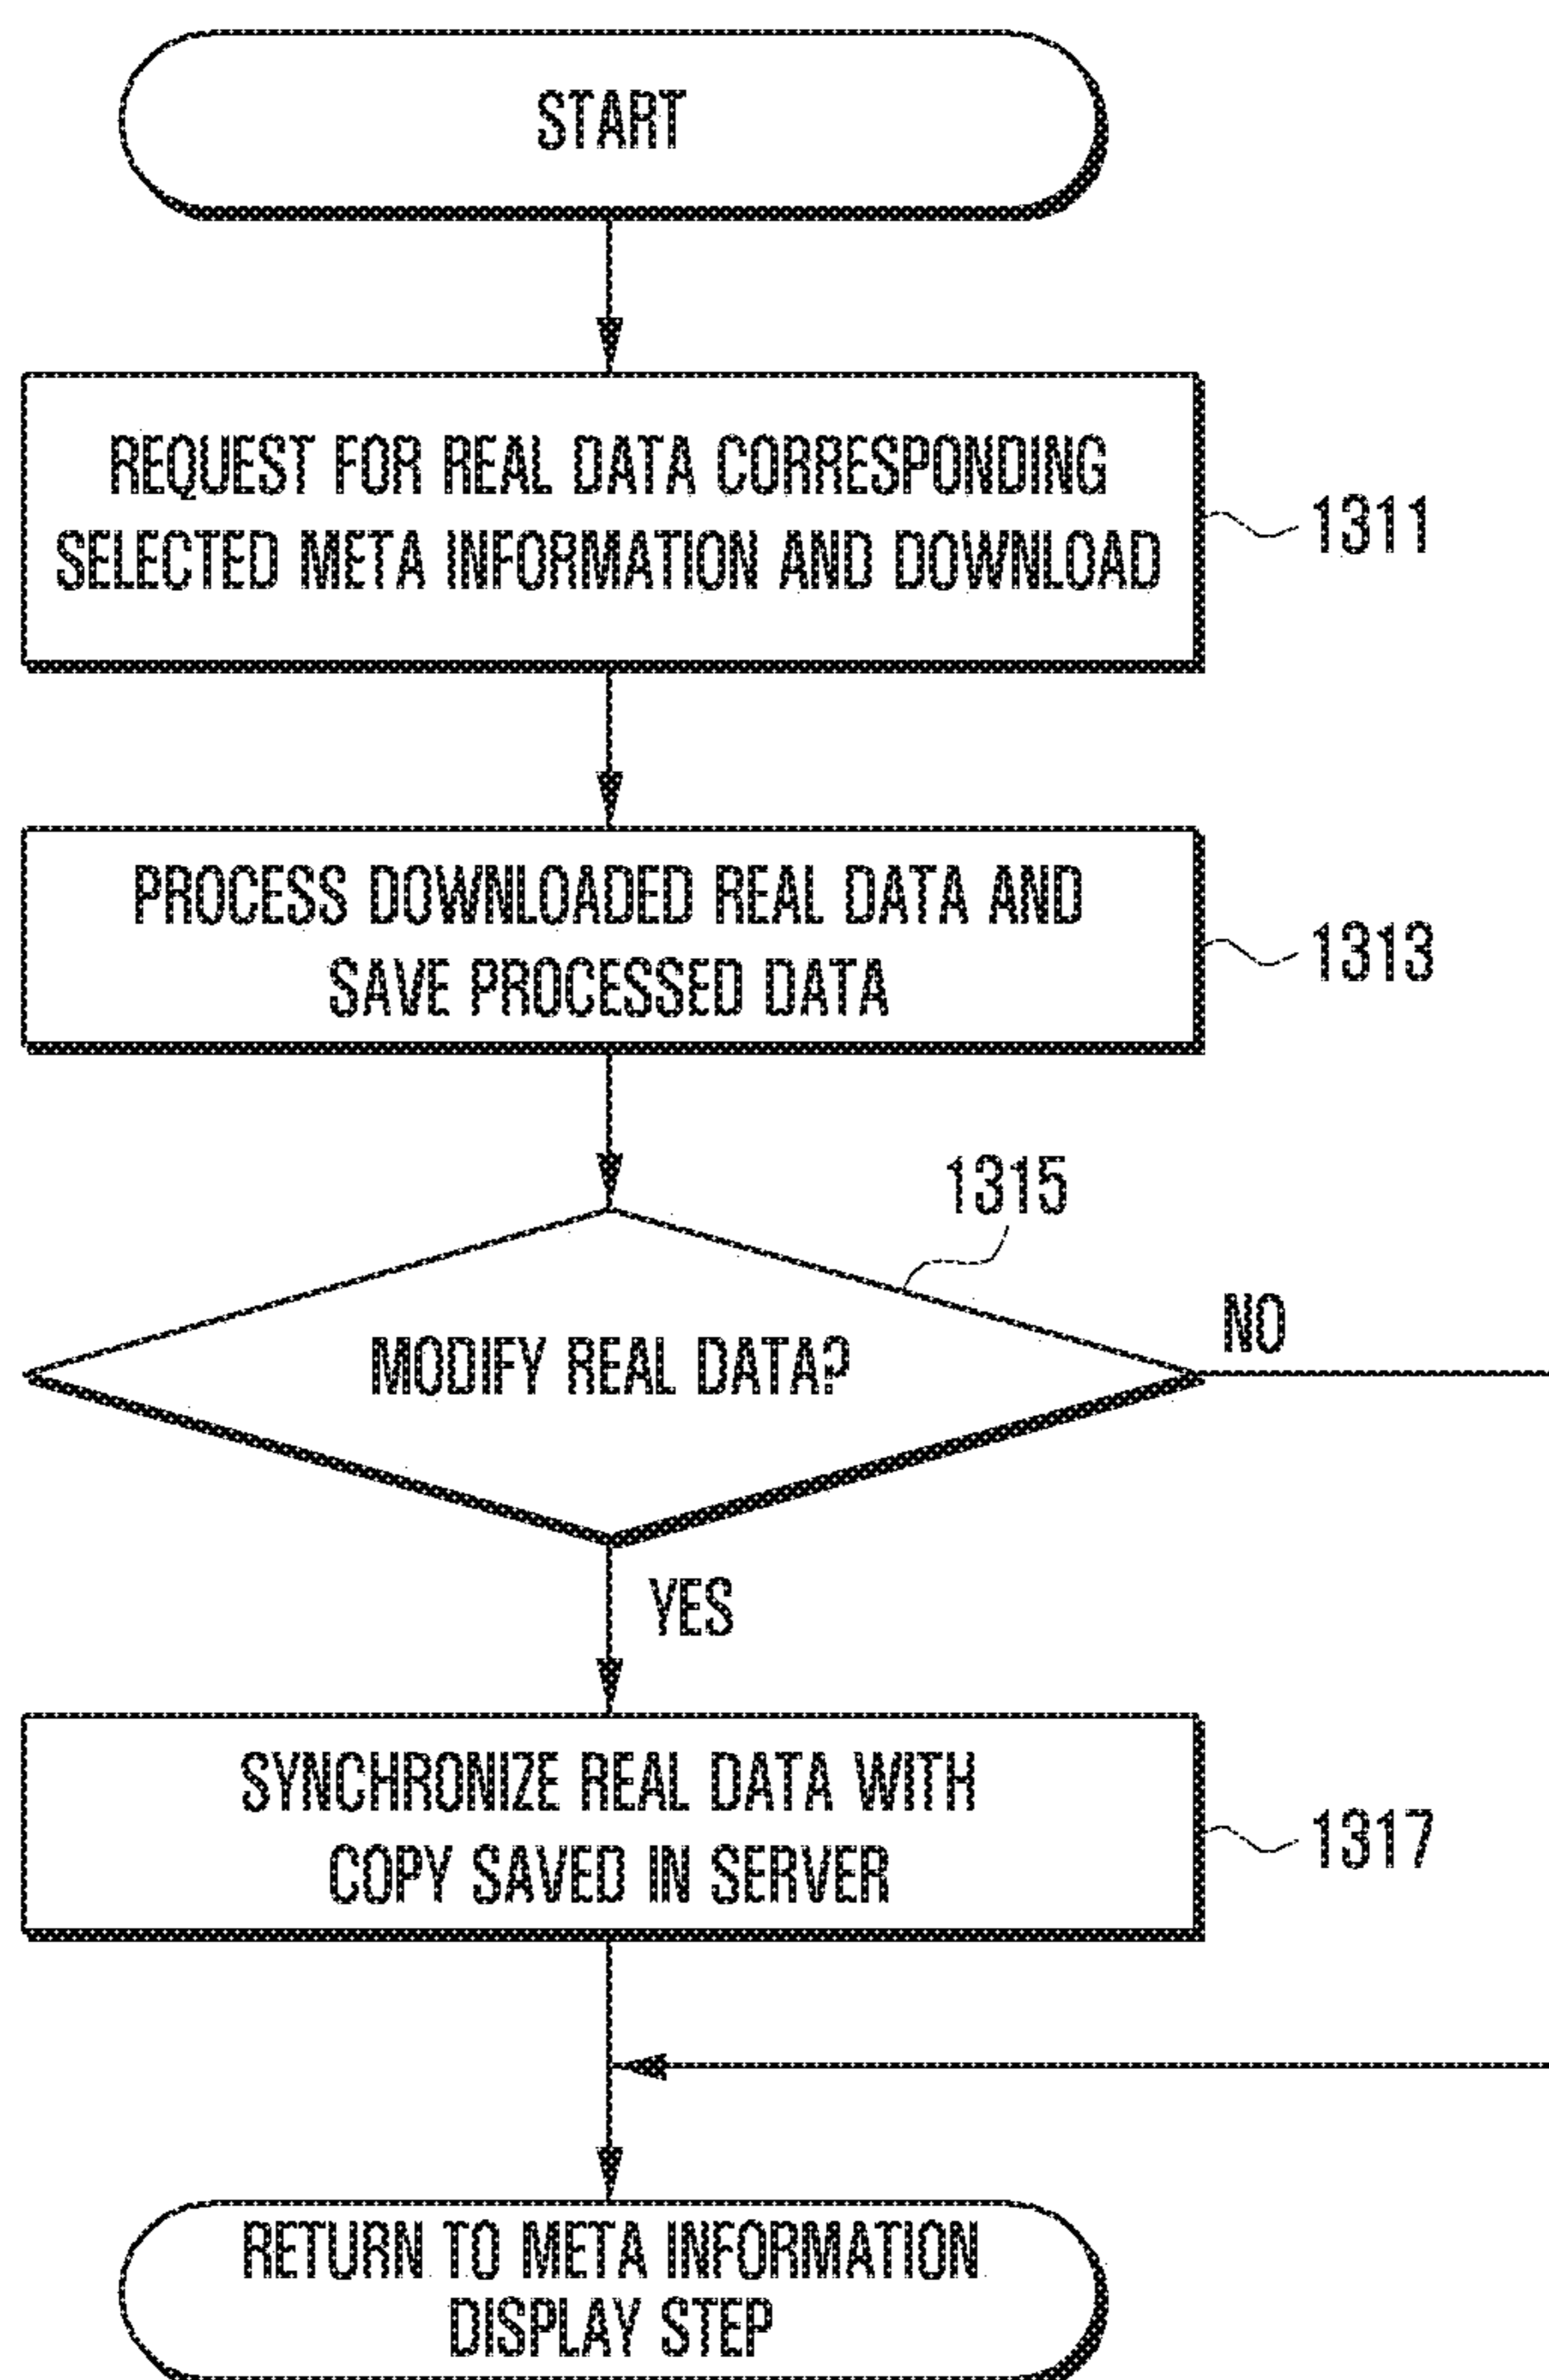 START
REQUEST FOR REAL DATA CORRESPONDING
SELECTED META INFORMATION AND DOWNLOAD
1311
PROCESS DOWNLOADED REAL DATA AND
SAVE PROCESSED DATA
1313
1315
MODIFY REAL DATA?
NO
YES
SYNCHRONIZE REAL DATA WITH
COPY SAVED IN SERVER
1317
RETURN TO META INFORMATION
DISPLAY STEP